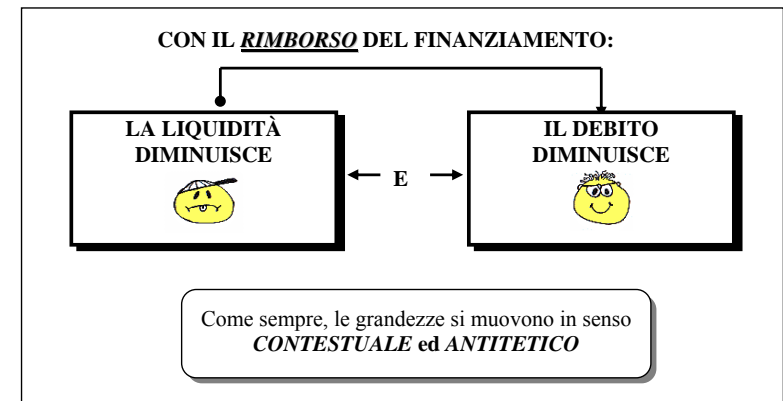 CON IL RIMBORSO DEL FINANZIAMENTO:
LA LIQUIDITÀ
DIMINUISCE
E
IL DEBITO
DIMINUISCE
Come sempre, le grandezze si muovono in senso
CONTESTUALE ed ANTITETICO